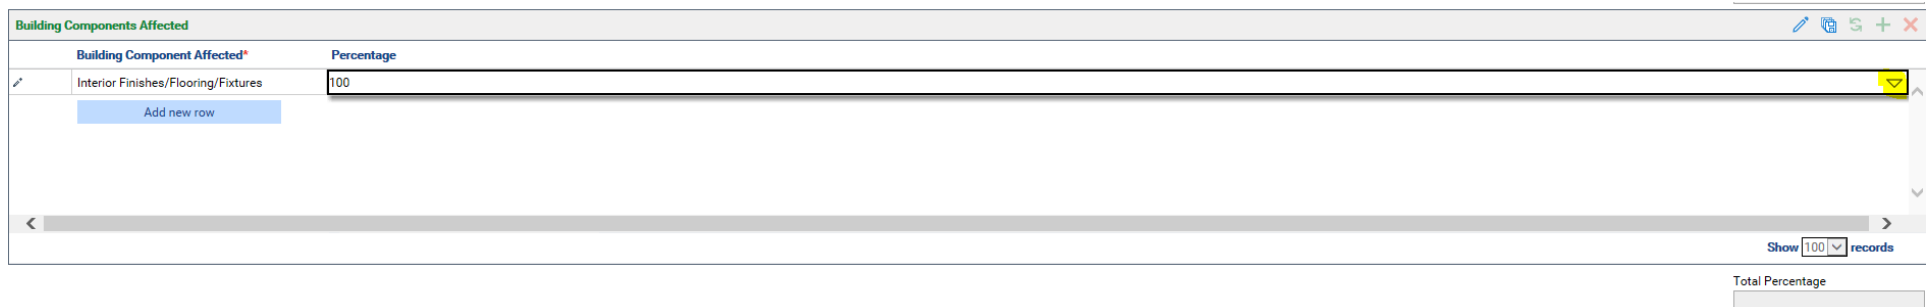 Building Components Affected
Building Component Affected* Percentage
Interior Finishes/Flooring/Fixtures 100
Add new row
Show 100 records
Total Percentage